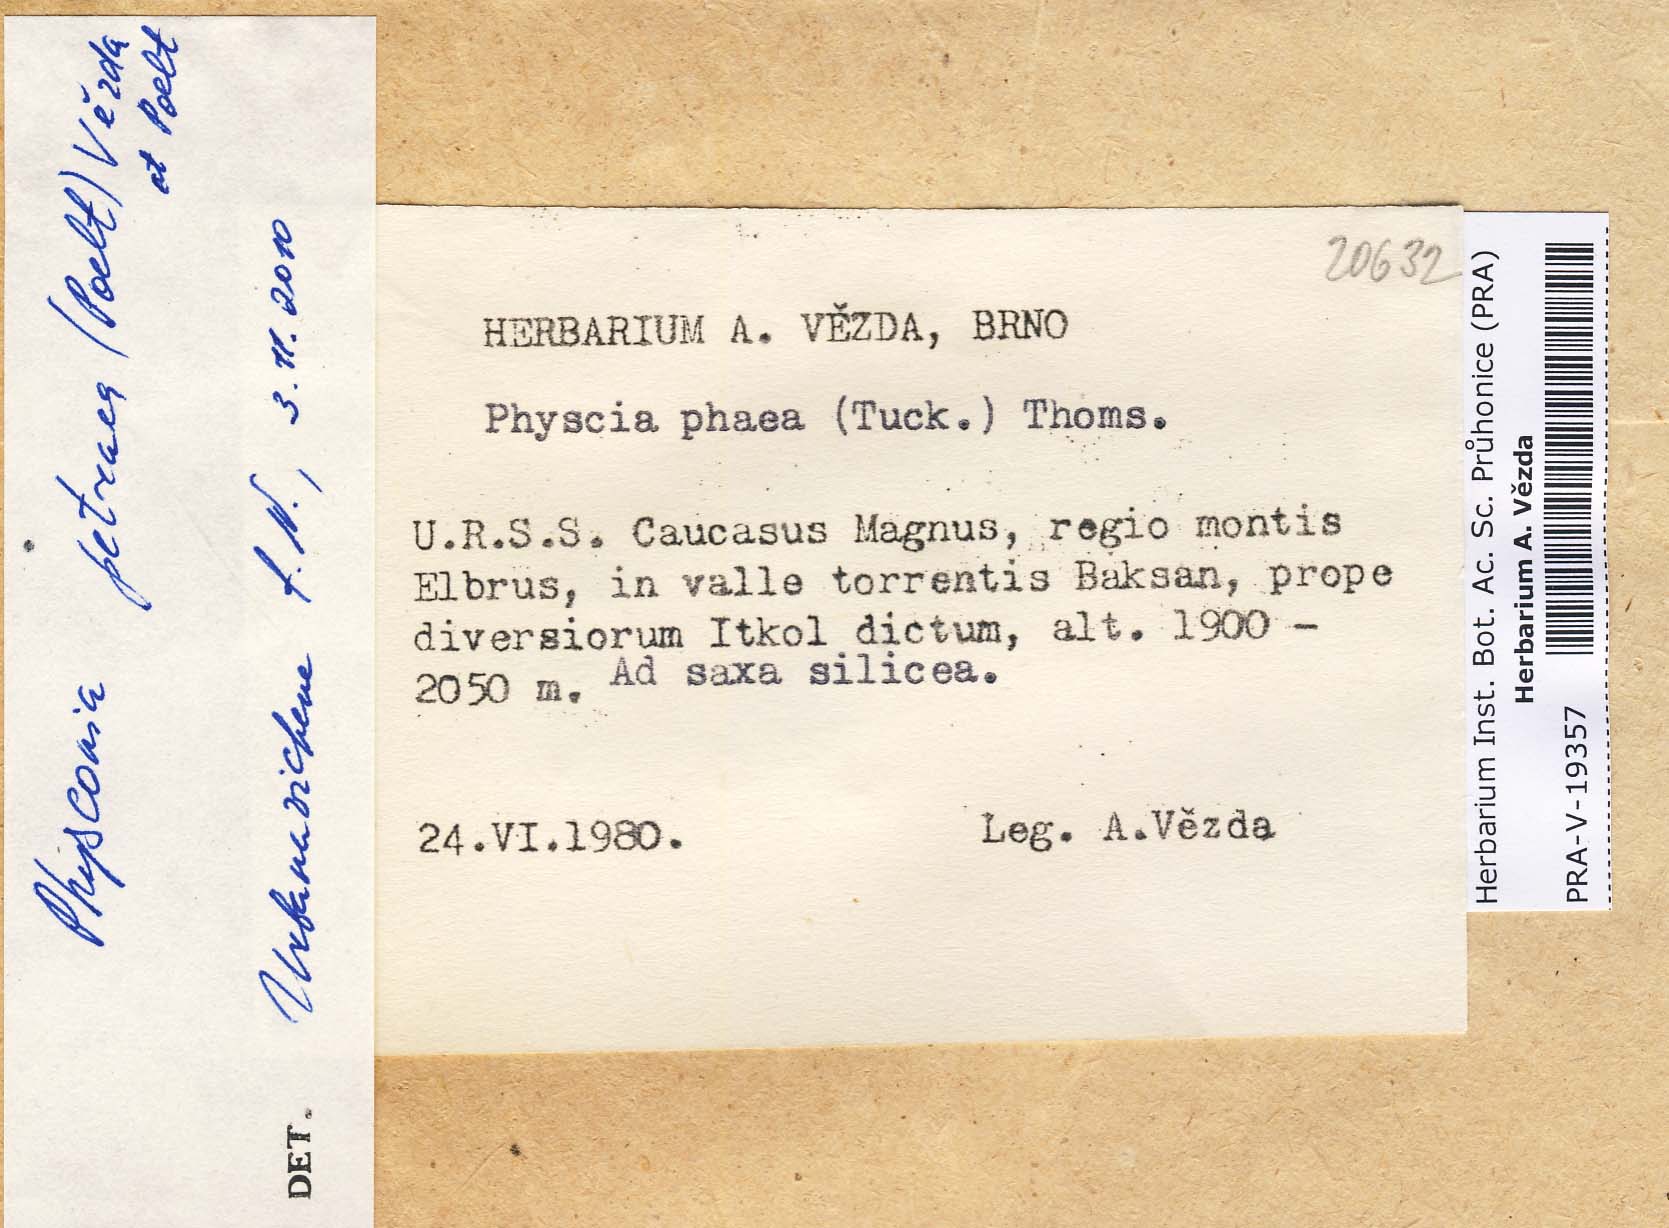 Physconia petraea (Poelt) Vězda
et Poelt
DET. Urbanavichene I.N., 3.11.2010
20632
HERBARIUM A. VĚZDA, BRNO
Physcia phaea (Tuck.) Thoms.
U.R.S.S. Caucasus Magnus, regio montis
Elbrus, in valle torrentis Baksan, prope
diversiorum Itkol dictum, alt. 1900 -
2050 m. Ad saxa silicea.
24.VI.1980. Leg. A.Vězda
Herbarium Inst. Bot. Ac. Sc. Průhonice (PRA)
Herbarium A. Vězda
PRA-V-19357